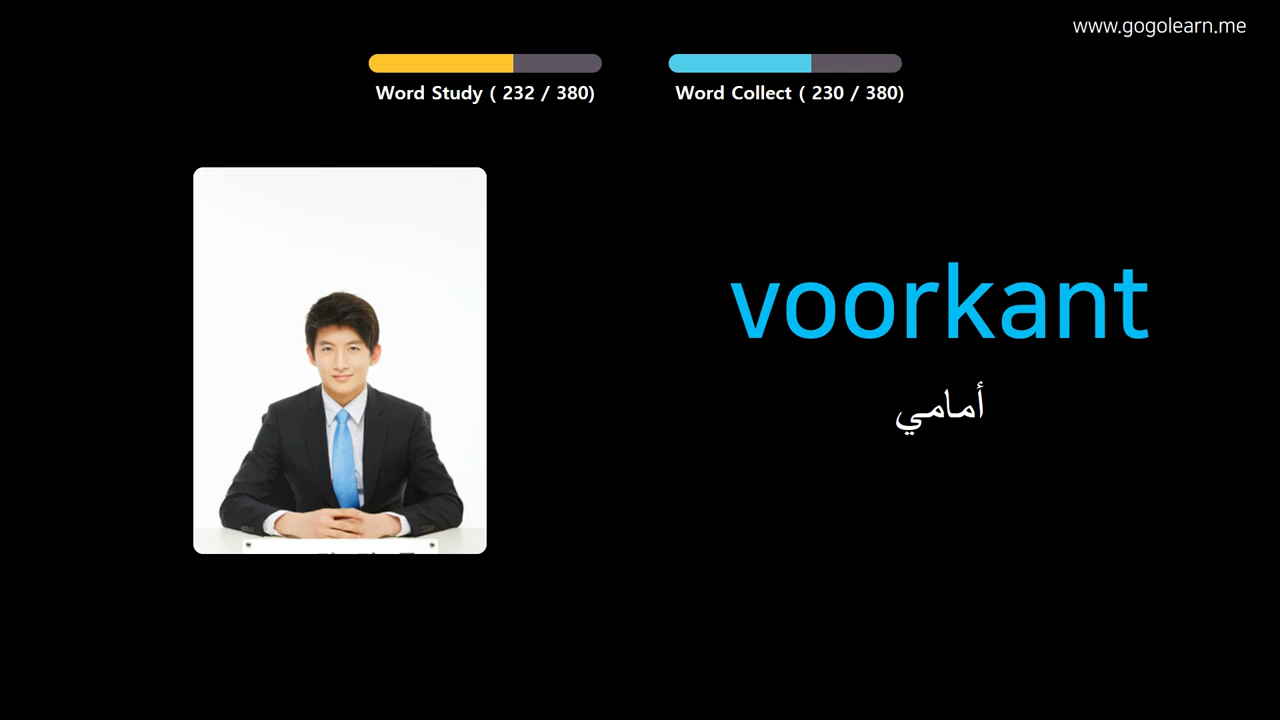 www.gogolearn.me
Word Study ( 232 / 380)
Word Collect ( 230 / 380)
voorkant
أمامي